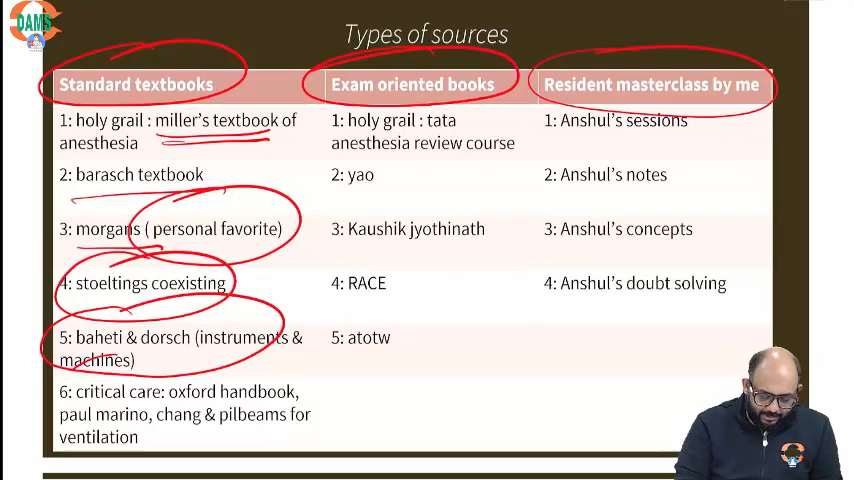 DAMS
Types of sources
Standard textbooks
Exam oriented books
Resident masterclass by me
1: holy grail : miller's textbook of
anesthesia
1: holy grail : tata
anesthesia review course
1: Anshul's sessions
2: barasch textbook
2: yao
2: Anshul's notes
3: morgans ( personal favorite)
3: Kaushik jyothinath
3: Anshul's concepts
4: stoeltings coexisting
4: RACE
4: Anshul's doubt solving
5: baheti & dorsch (instruments &
machines)
5: atotw
6: critical care: oxford handbook,
paul marino, chang & pilbeams for
ventilation